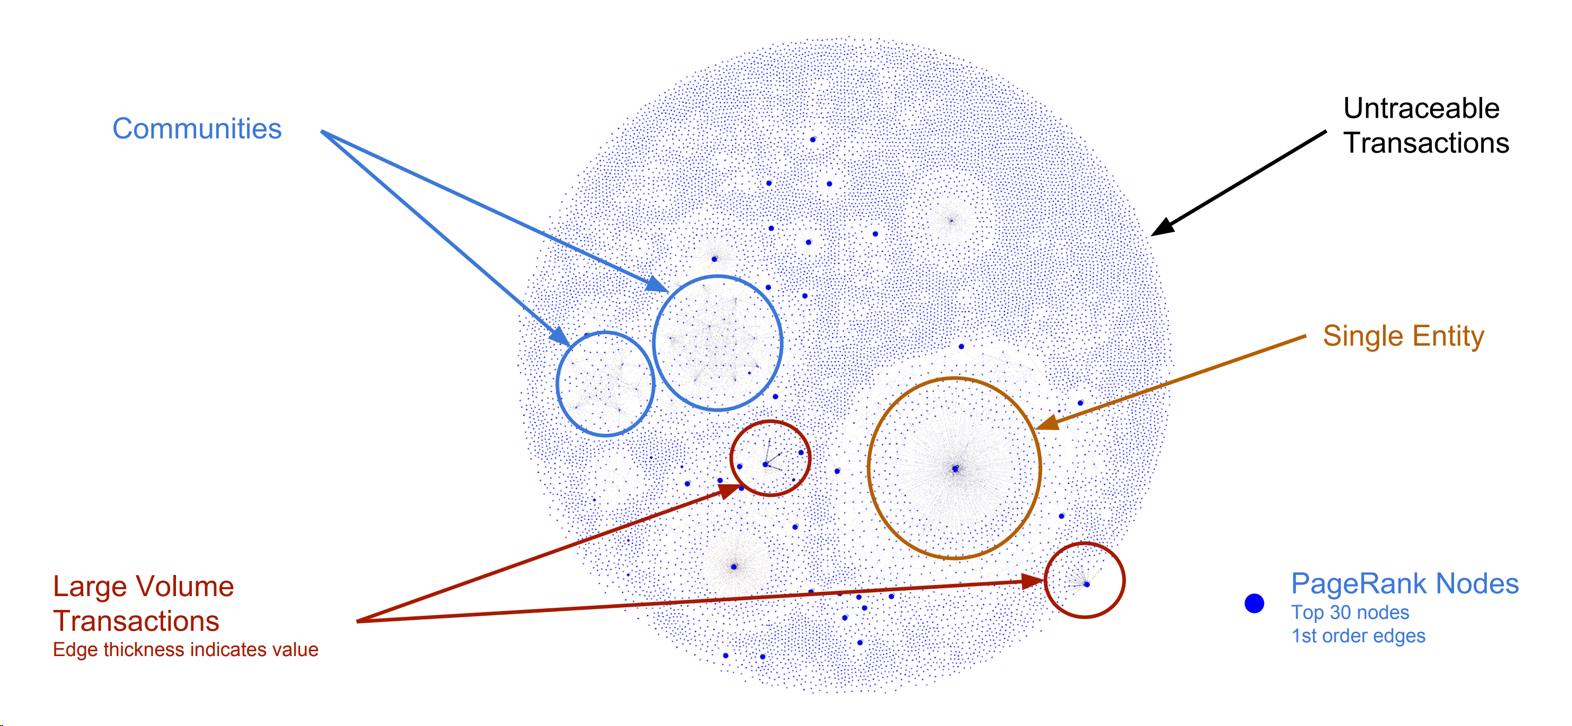 Communities
Untraceable
Transactions
Single Entity
Large Volume
Transactions
Edge thickness indicates value
PageRank Nodes
Top 30 nodes
1st order edges